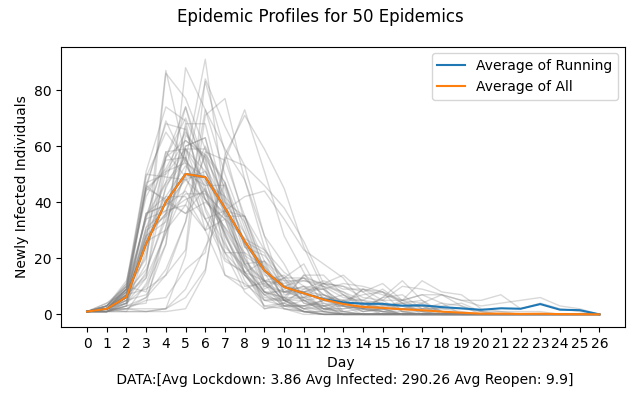 Epidemic Profiles for 50 Epidemics
Average of Running
Average of All
Newly Infected Individuals
80
60
40
20
0
0 1 2 3 4 5 6 7 8 9 10 11 12 13 14 15 16 17 18 19 20 21 22 23 24 25 26
Day
DATA:[Avg Lockdown: 3.86 Avg Infected: 290.26 Avg Reopen: 9.9]